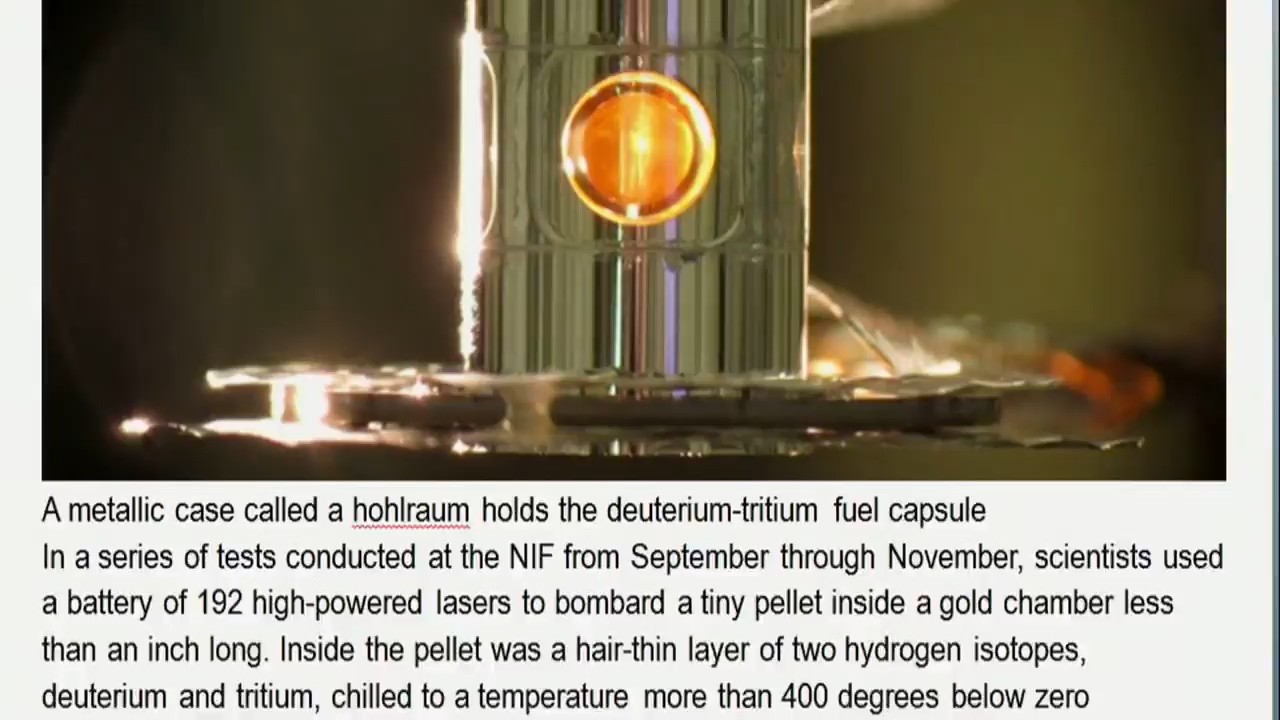 A metallic case called a hohlraum holds the deuterium-tritium fuel capsule
In a series of tests conducted at the NIF from September through November, scientists used
a battery of 192 high-powered lasers to bombard a tiny pellet inside a gold chamber less
than an inch long. Inside the pellet was a hair-thin layer of two hydrogen isotopes,
deuterium and tritium, chilled to a temperature more than 400 degrees below zero